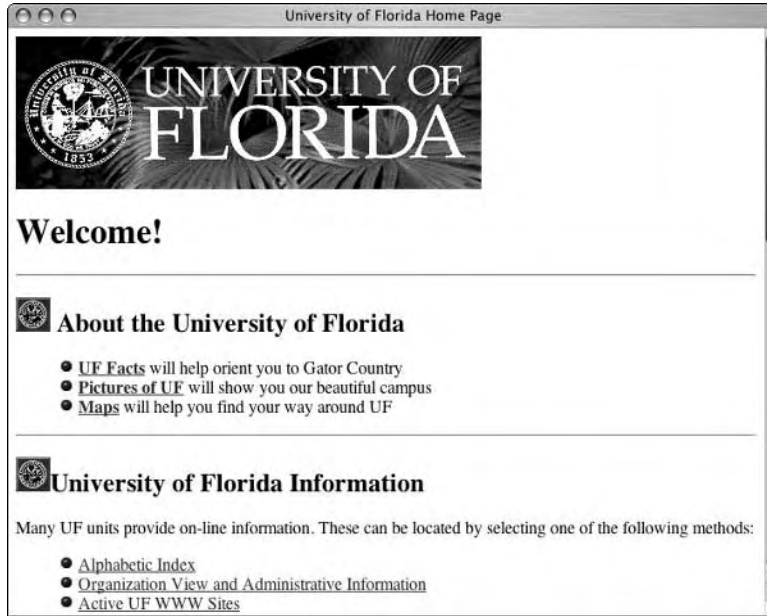 University of Florida Home Page
University of Florida
1853
UNIVERSITY OF
FLORIDA
Welcome!
About the University of Florida
UF Facts will help orient you to Gator Country
Pictures of UF will show you our beautiful campus
Maps will help you find your way around UF
University of Florida Information
Many UF units provide on-line information. These can be located by selecting one of the following methods:
Alphabetic Index
Organization View and Administrative Information
Active UF WWW Sites